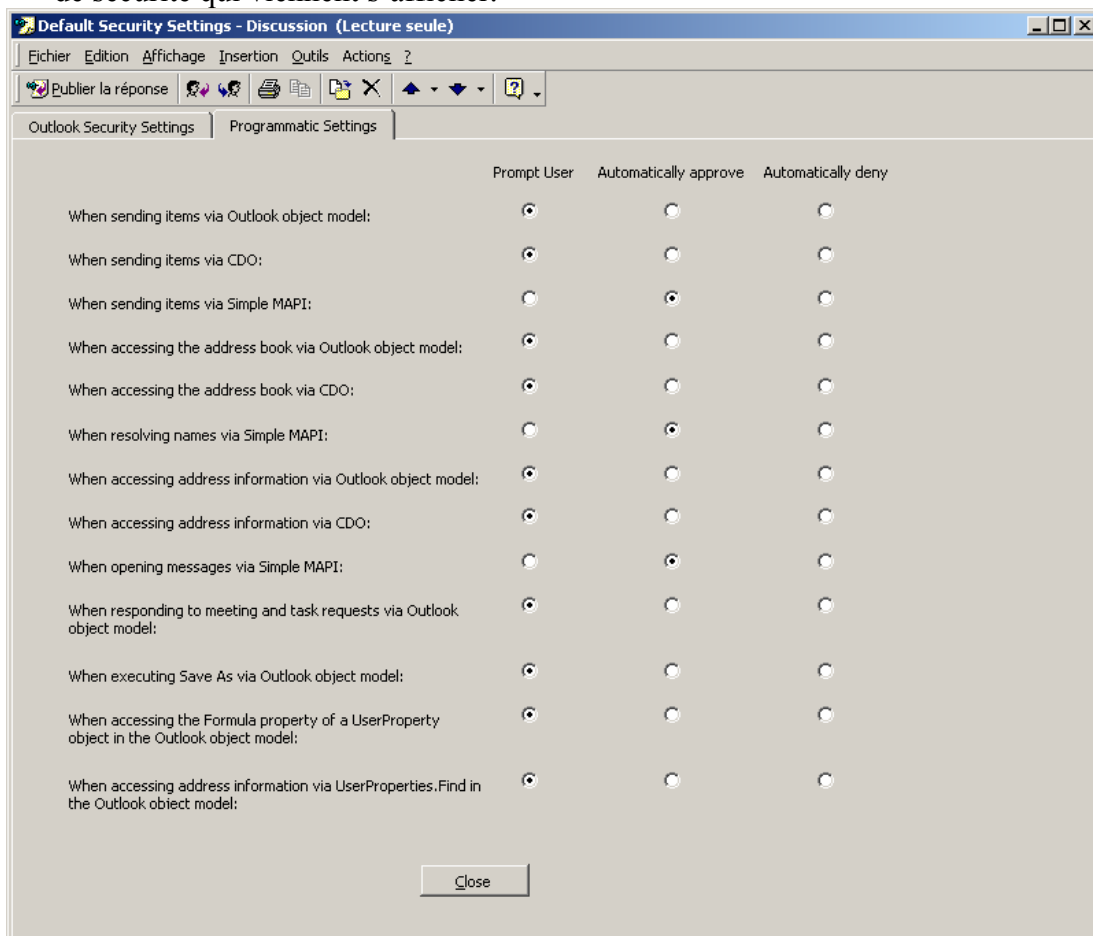 de sécurité qui viennent s'afficher.
Default Security Settings - Discussion (Lecture seule)
Fichier Edition Affichage Insertion Outils Actions ?
Publier la réponse
Outlook Security Settings Programmatic Settings
Prompt User Automatically approve Automatically deny
When sending items via Outlook object model:
When sending items via CDO:
When sending items via Simple MAPI:
When accessing the address book via Outlook object model:
When accessing the address book via CDO:
When resolving names via Simple MAPI:
When accessing address information via Outlook object model:
When accessing address information via CDO:
When opening messages via Simple MAPI:
When responding to meeting and task requests via Outlook
object model:
When executing Save As via Outlook object model:
When accessing the Formula property of a UserProperty
object in the Outlook object model:
When accessing address information via UserProperties.Find in
the Outlook object model:
Close